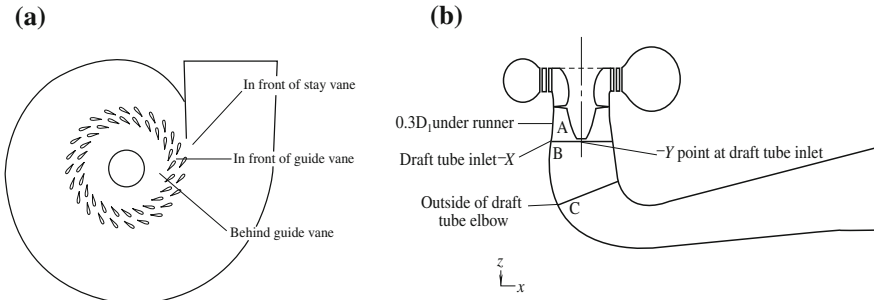 (a)
In front of stay vane
In front of guide vane
Behind guide vane
(b)
0.3D₁under runner
A
Draft tube inlet–X
B
–Y point at draft tube inlet
Outside of draft
tube elbow
C
z
x